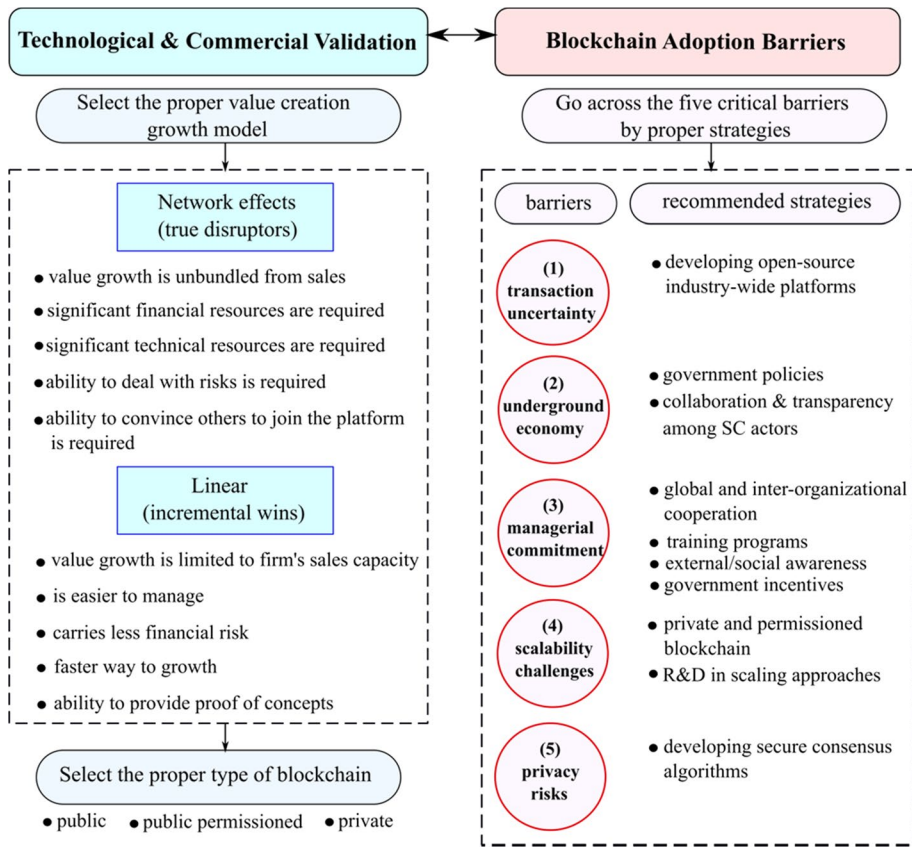 Technological & Commercial Validation
Select the proper value creation
growth model
Network effects
(true disruptors)
● value growth is unbundled from sales
● significant financial resources are required
● significant technical resources are required
● ability to deal with risks is required
● ability to convince others to join the platform
is required
Linear
(incremental wins)
● value growth is limited to firm's sales capacity
● is easier to manage
● carries less financial risk
● faster way to growth
● ability to provide proof of concepts
Select the proper type of blockchain
● public ● public permissioned ● private
Blockchain Adoption Barriers
Go across the five critical barriers
by proper strategies
barriers
recommended strategies
(1)
transaction
uncertainty
● developing open-source
industry-wide platforms
(2)
underground
economy
● government policies
● collaboration & transparency
among SC actors
(3)
managerial
commitment
● global and inter-organizational
cooperation
● training programs
● external/social awareness
● government incentives
(4)
scalability
challenges
● private and permissioned
blockchain
● R&D in scaling approaches
(5)
privacy
risks
● developing secure consensus
algorithms